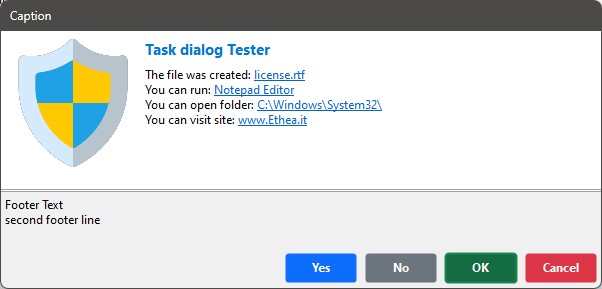 Caption
Task dialog Tester
The file was created: license.rtf
You can run: Notepad Editor
You can open folder: C:\Windows\System32\
You can visit site: www.Ethea.it
Footer Text
second footer line
Yes No OK Cancel